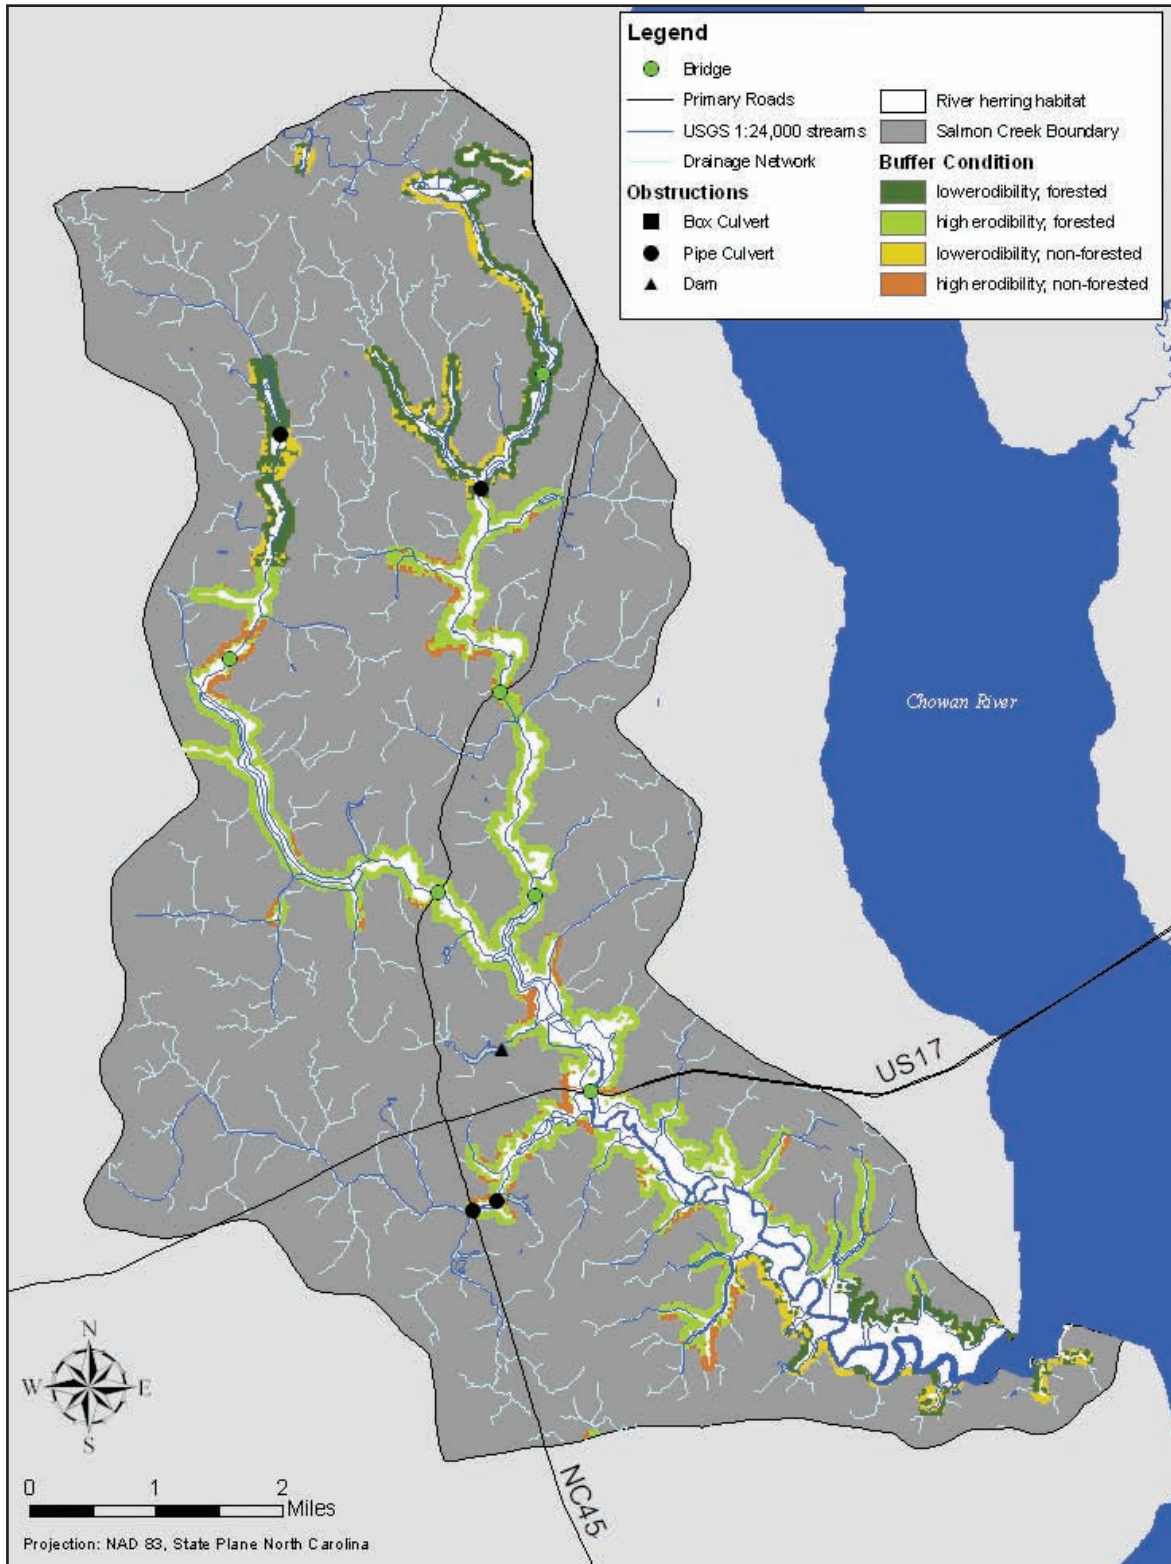 Legend
Bridge
Primary Roads
USGS 1:24,000 streams
Drainage Network
Obstructions
Box Culvert
Pipe Culvert
Dam
River herring habitat
Salmon Creek Boundary
Buffer Condition
lowerodibility; forested
high erodibility; forested
lowerodibility; non-forested
high erodibility; non-forested
Chowan River
US17
NC45
N
W E
S
0 1 2
Miles
Projection: NAD 83, State Plane North Carolina